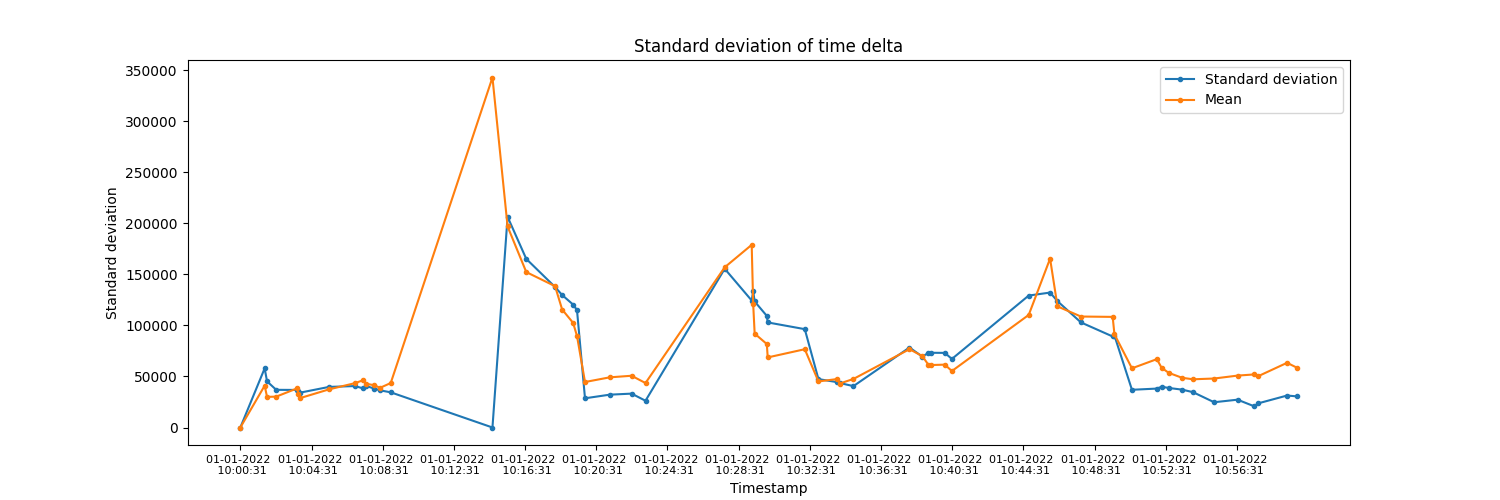 Standard deviation of time delta
350000
300000
250000
200000
150000
100000
50000
0
Standard deviation
Standard deviation
Mean
01-01-2022 01-01-2022 01-01-2022 01-01-2022 01-01-2022 01-01-2022 01-01-2022 01-01-2022 01-01-2022 01-01-2022 01-01-2022 01-01-2022 01-01-2022 01-01-2022 01-01-2022
10:00:31 10:04:31 10:08:31 10:12:31 10:16:31 10:20:31 10:24:31 10:28:31 10:32:31 10:36:31 10:40:31 10:44:31 10:48:31 10:52:31 10:56:31
Timestamp